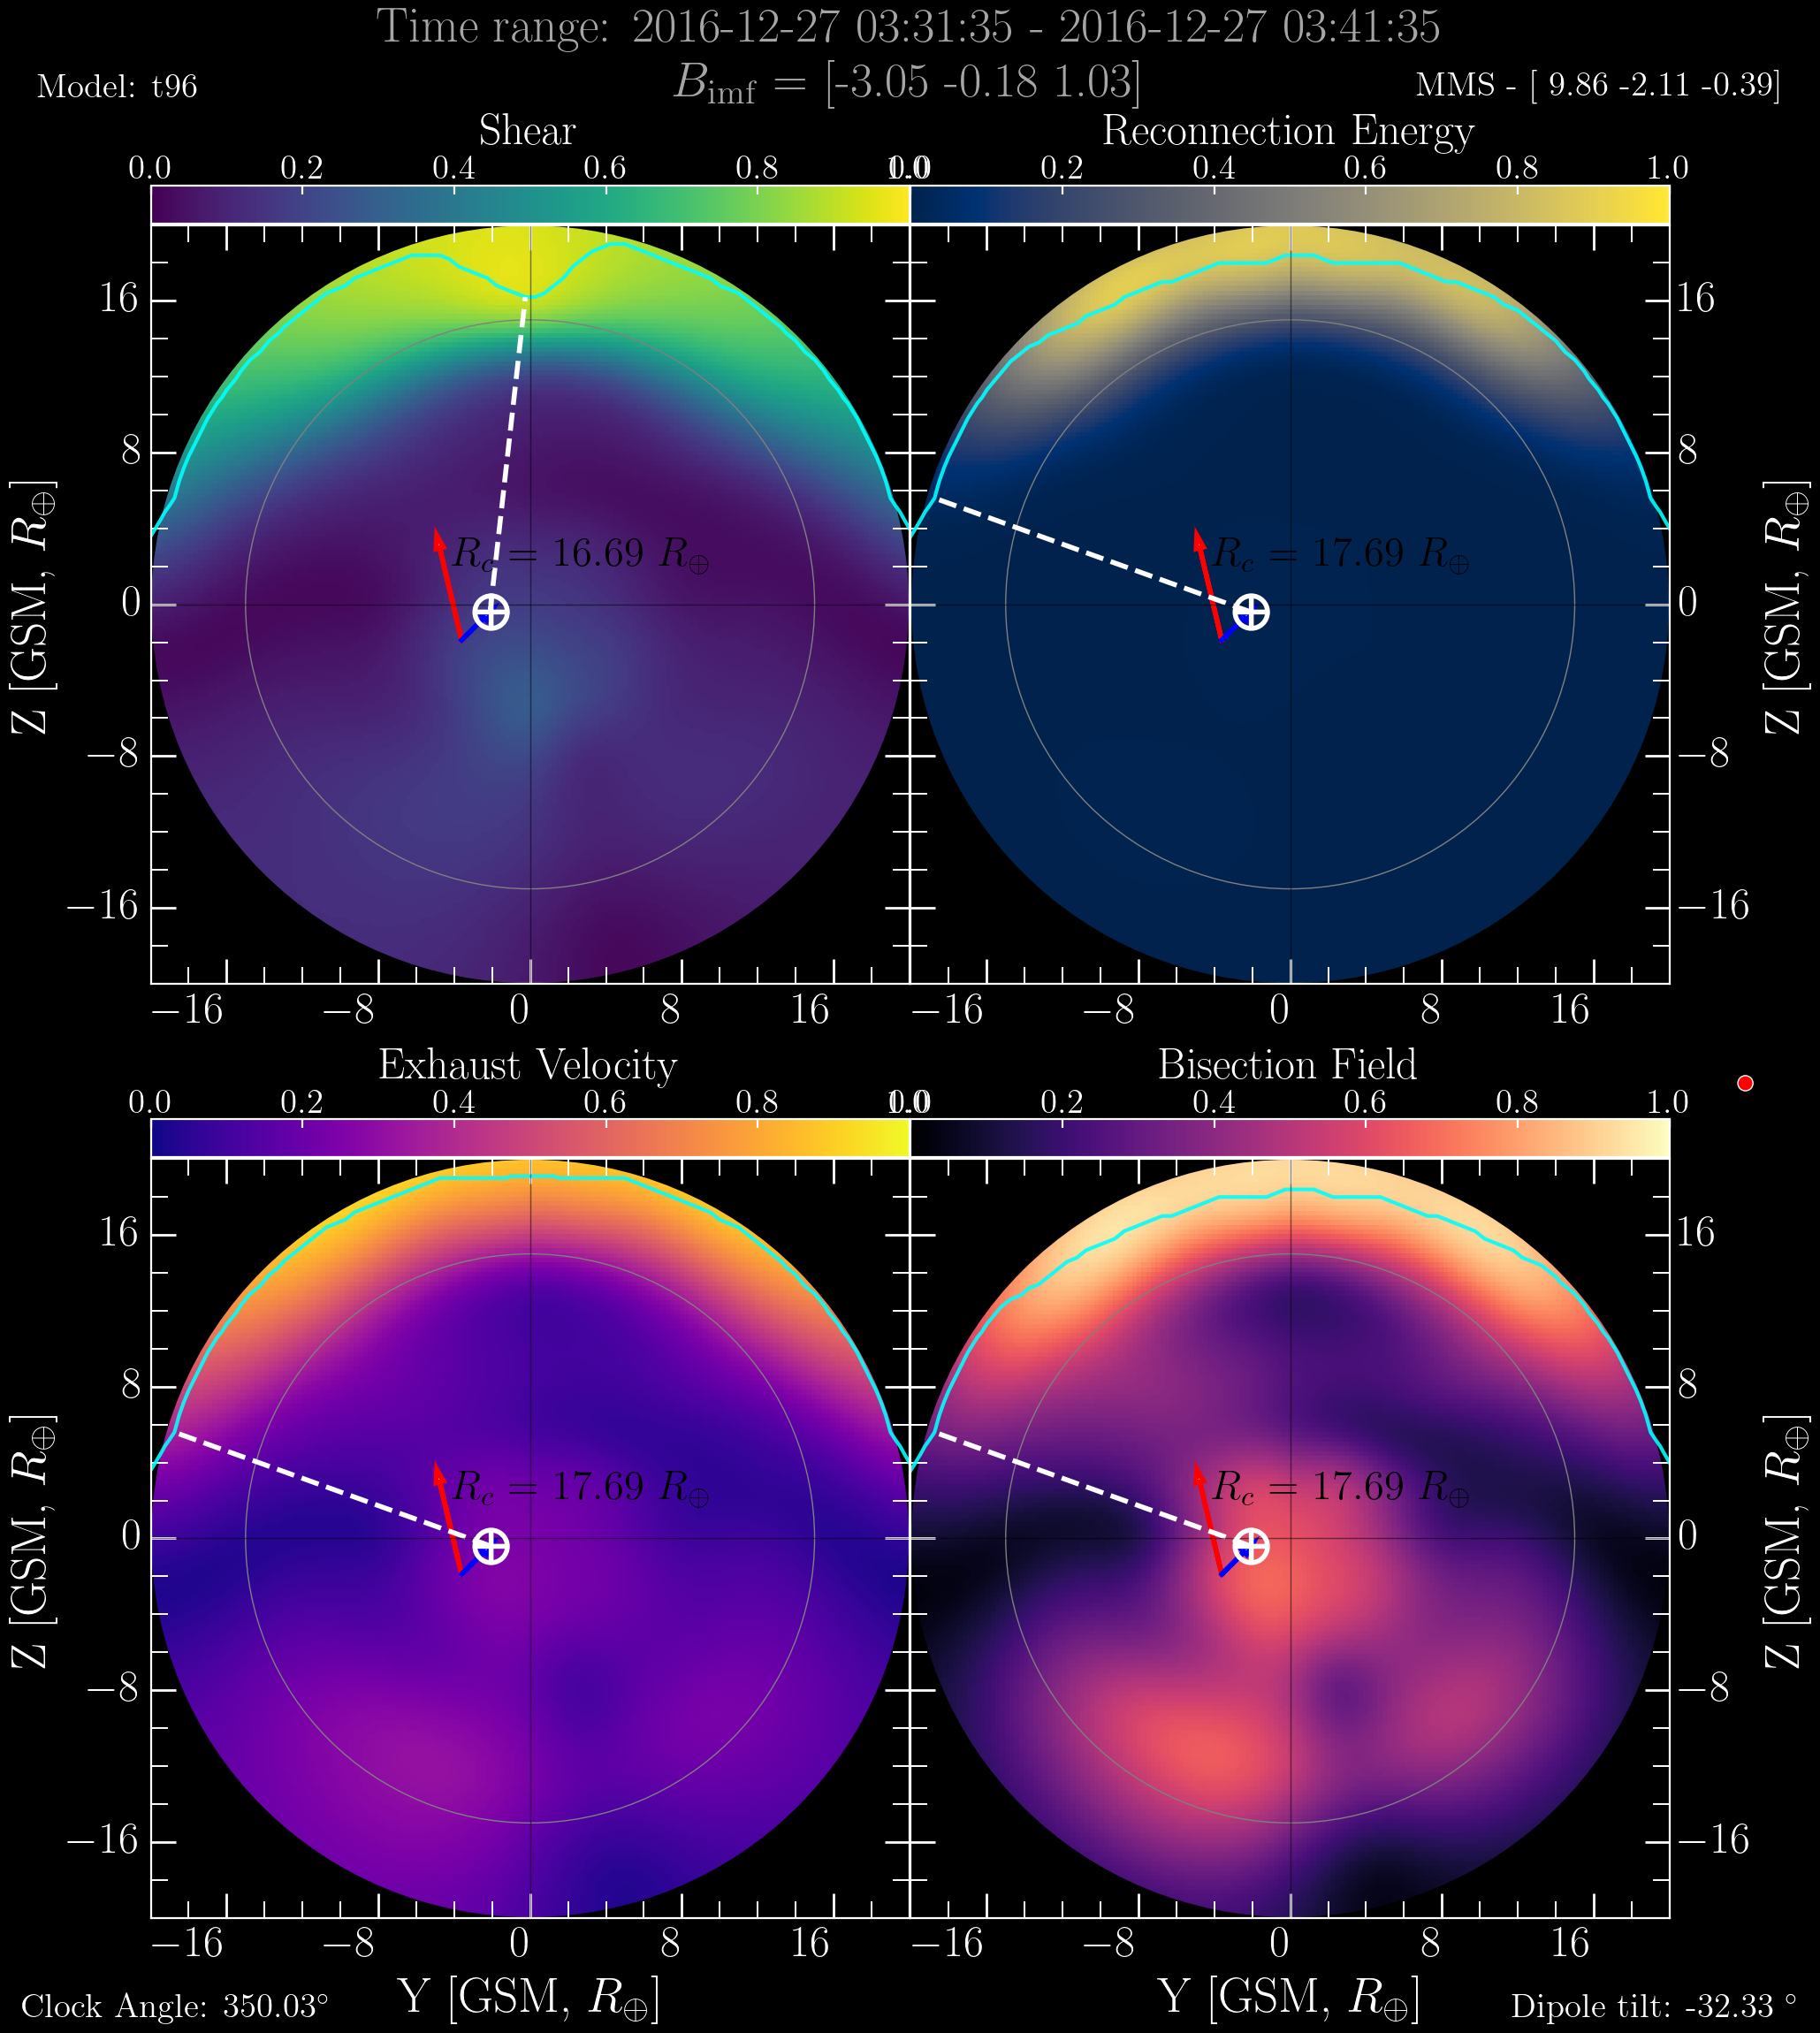 Time range: 2016-12-27 03:31:35 - 2016-12-27 03:41:35
Model: t96
B_imf = [-3.05 -0.18 1.03]
MMS - [ 9.86 -2.11 -0.39]
Shear
Reconnection Energy
0.0 0.2 0.4 0.6 0.8 1.0
0.0 0.2 0.4 0.6 0.8 1.0
16 8 0 −8 −16
Z [GSM, R⊕]
R_c = 16.69 R⊕
R_c = 17.69 R⊕
16 8 0 −8 −16
Z [GSM, R⊕]
−16 −8 0 8 16
−16 −8 0 8 16
Exhaust Velocity
Bisection Field
0.0 0.2 0.4 0.6 0.8 1.0
0.0 0.2 0.4 0.6 0.8 1.0
16 8 0 −8 −16
Z [GSM, R⊕]
R_c = 17.69 R⊕
R_c = 17.69 R⊕
16 8 0 −8 −16
Z [GSM, R⊕]
−16 −8 0 8 16
−16 −8 0 8 16
Y [GSM, R⊕]
Y [GSM, R⊕]
Clock Angle: 350.03°
Dipole tilt: -32.33 °